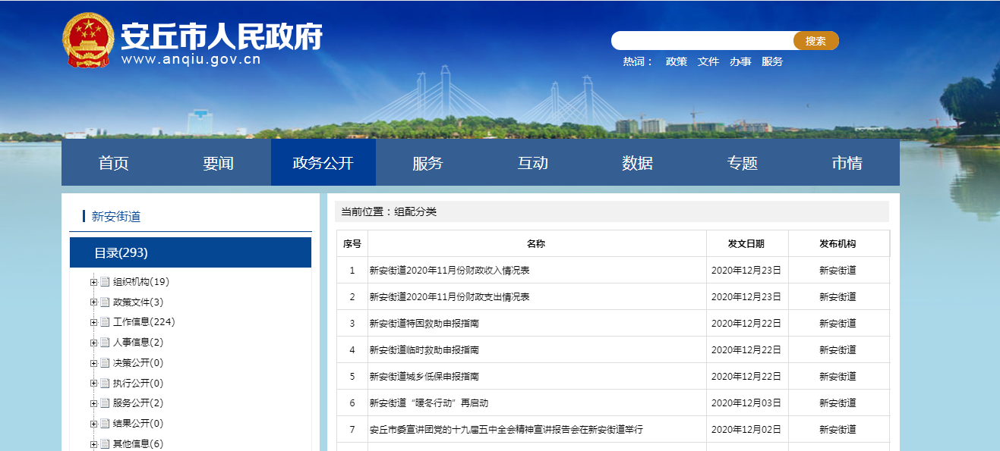 安丘市人民政府
www.anqiu.gov.cn
搜索
热词： 政策 文件 办事 服务
首页 要闻 政务公开 服务 互动 数据 专题 市情
新安街道
目录(293)
组织机构(19)
政策文件(3)
工作信息(224)
人事信息(2)
决策公开(0)
执行公开(0)
服务公开(2)
结果公开(0)
其他信息(6)
当前位置：组配分类
序号 名称 发文日期 发布机构
1 新安街道2020年11月份财政收入情况表 2020年12月23日 新安街道
2 新安街道2020年11月份财政支出情况表 2020年12月23日 新安街道
3 新安街道特困救助申报指南 2020年12月22日 新安街道
4 新安街道临时救助申报指南 2020年12月22日 新安街道
5 新安街道城乡低保申报指南 2020年12月22日 新安街道
6 新安街道“暖冬行动”再启动 2020年12月03日 新安街道
7 安丘市委宣讲团党的十九届五中全会精神宣讲报告会在新安街道举行 2020年12月02日 新安街道